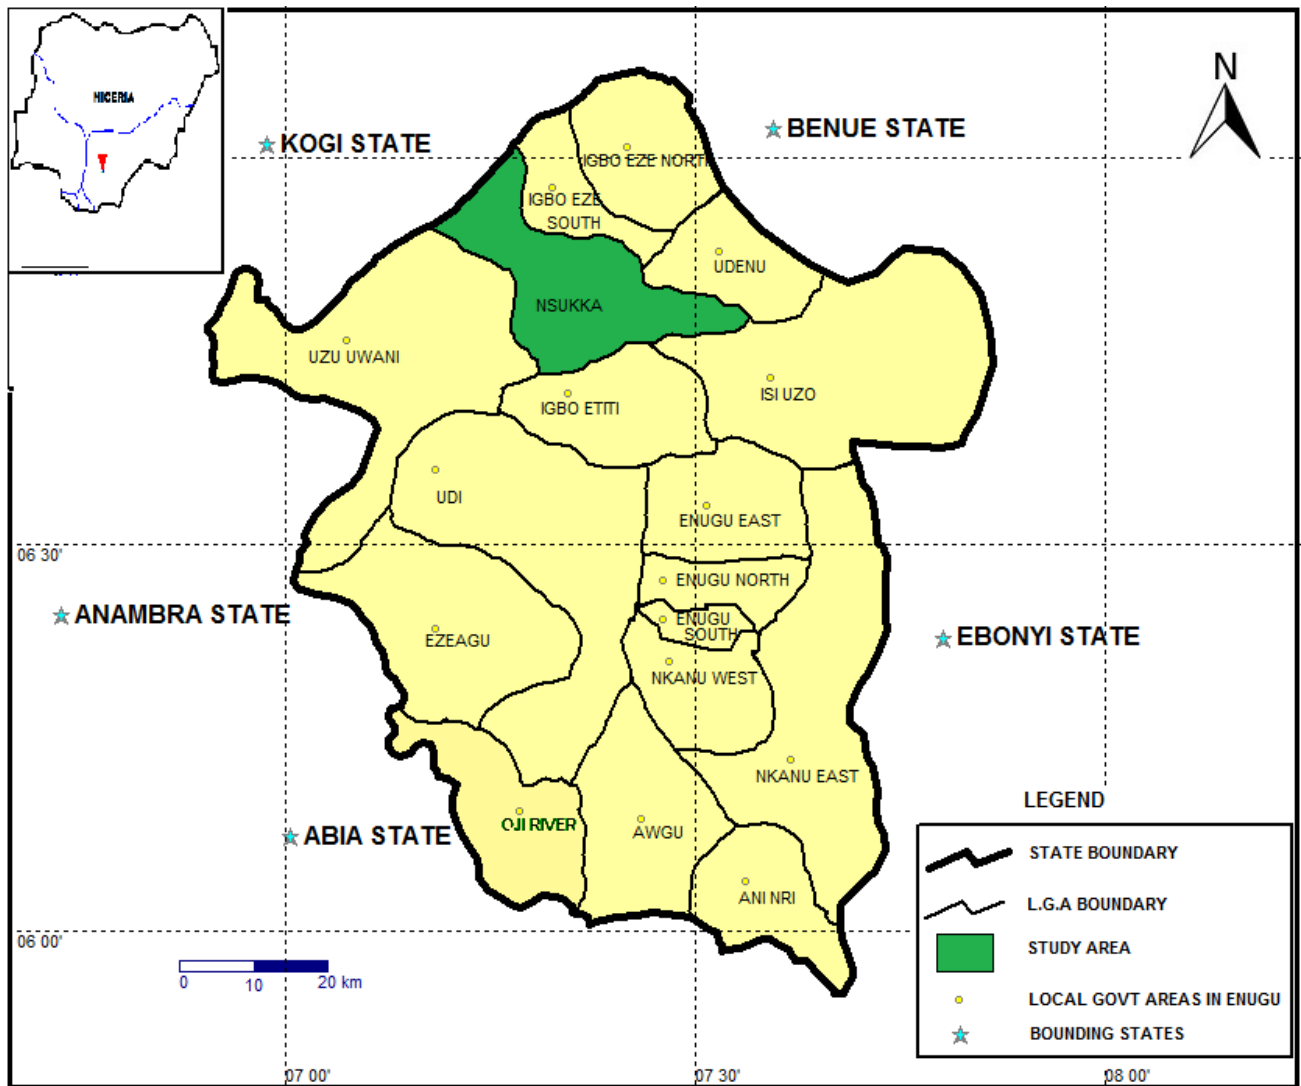 NIGERIA
N
KOGI STATE
BENUE STATE
IGBO EZE NORTH
IGBO EZE
SOUTH
UDENU
NSUKKA
UZU UWANI
ISI UZO
IGBO ETITI
UDI
ENUGU EAST
06 30'
ENUGU NORTH
ANAMBRA STATE
ENUGU
SOUTH
EZEAGU
EBONYI STATE
NKANU WEST
NKANU EAST
LEGEND
OJI RIVER
AWGU
ABIA STATE
STATE BOUNDARY
ANI NRI
L.G.A BOUNDARY
06 00'
STUDY AREA
0
10
20 km
LOCAL GOVT AREAS IN ENUGU
BOUNDING STATES
07 00'
07 30'
08 00'